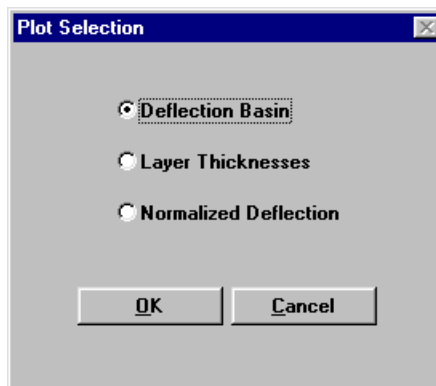 Plot Selection
Deflection Basin
Layer Thicknesses
Normalized Deflection
OK Cancel